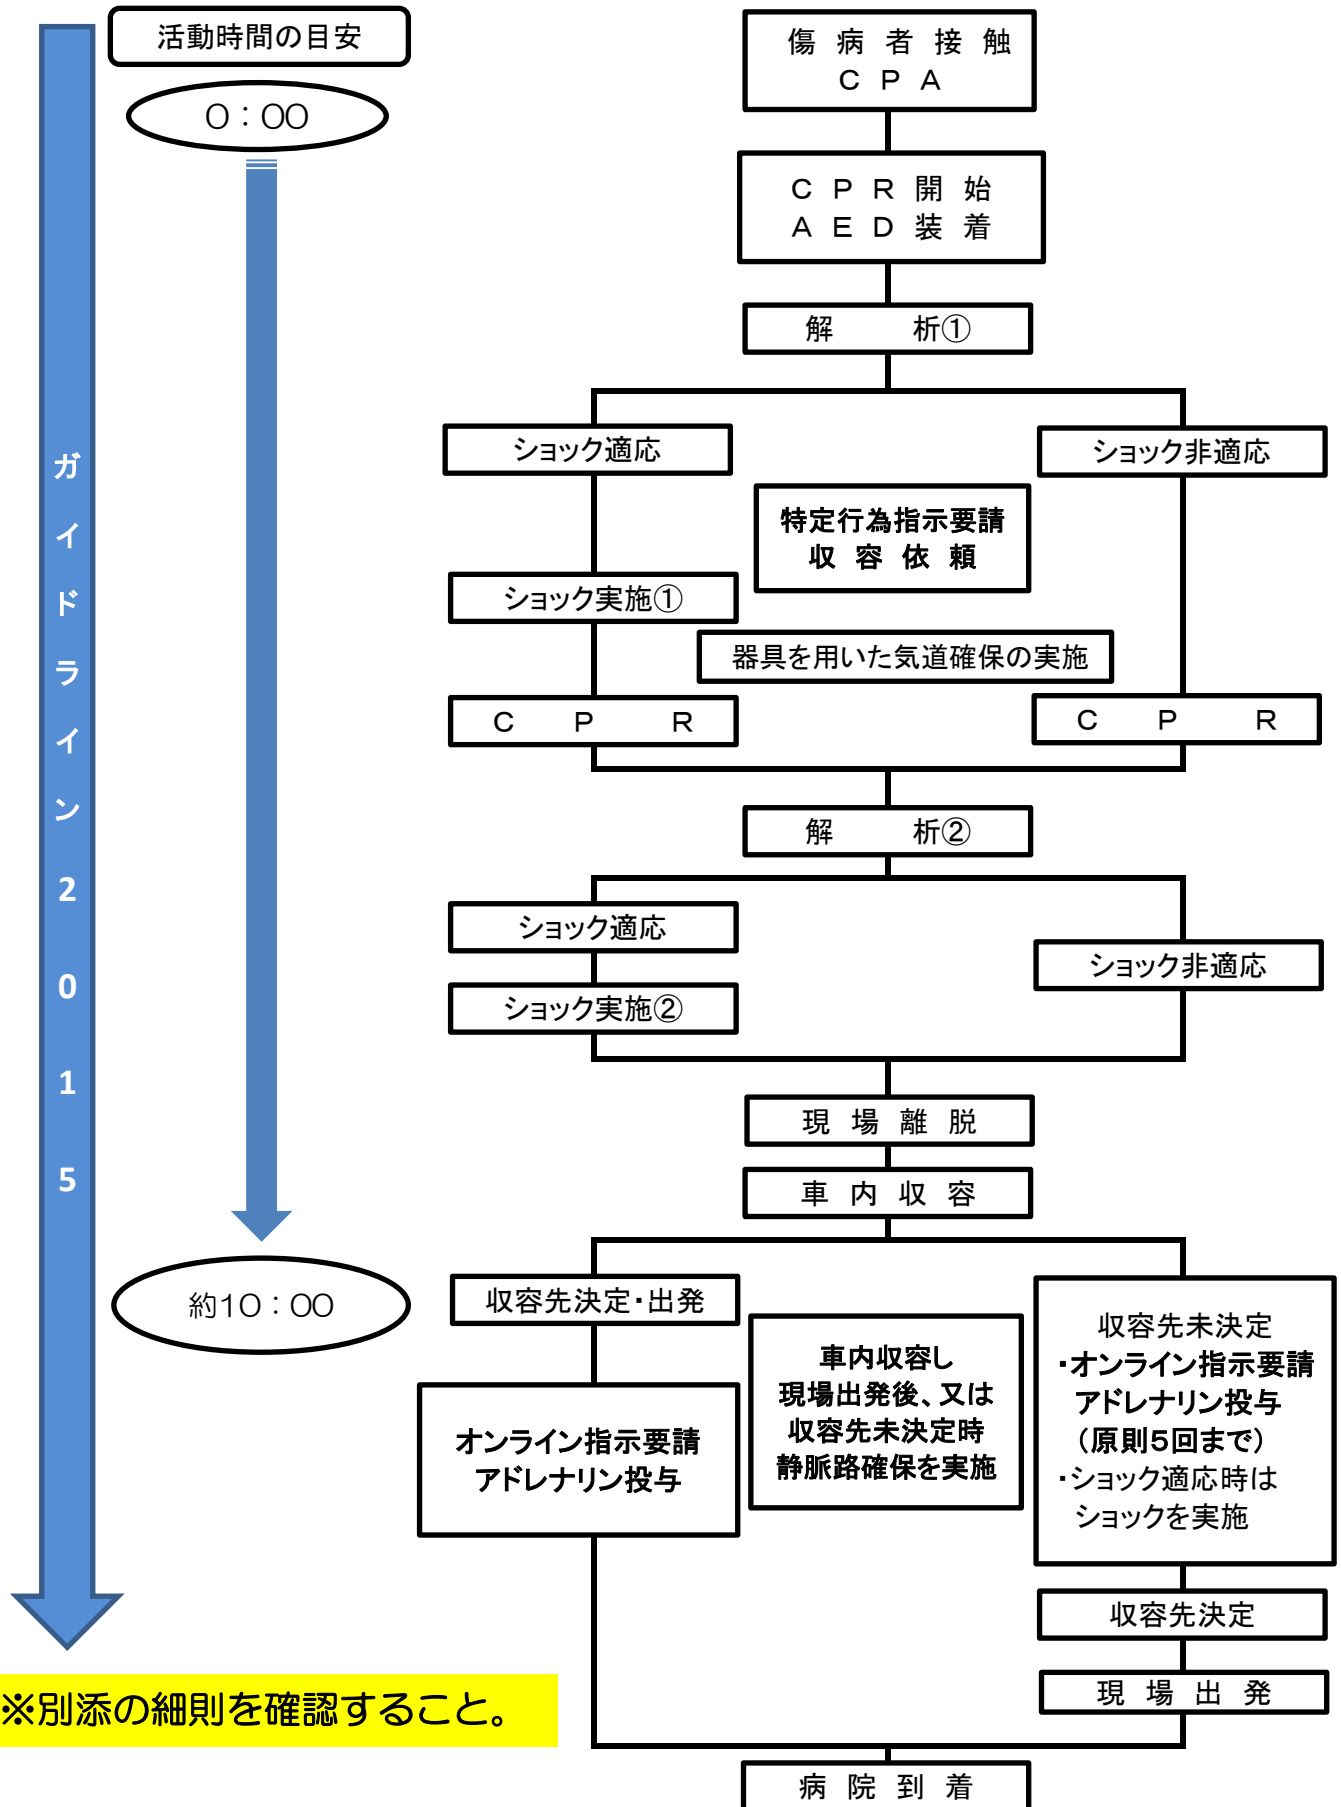 活動時間の目安
0：00
ガイドライン2015
傷病者接触
ＣＰＡ
ＣＰＲ開始
ＡＥＤ装着
解　析①
ショック適応
ショック非適応
特定行為指示要請
収容依頼
ショック実施①
器具を用いた気道確保の実施
Ｃ　Ｐ　Ｒ
Ｃ　Ｐ　Ｒ
解　析②
ショック適応
ショック非適応
ショック実施②
現場離脱
車内収容
約10：00
収容先決定・出発
オンライン指示要請
アドレナリン投与
車内収容し
現場出発後、又は
収容先未決定時
静脈路確保を実施
収容先未決定
・オンライン指示要請
アドレナリン投与
（原則５回まで）
・ショック適応時は
ショックを実施
収容先決定
現場出発
※別添の細則を確認すること。
病院到着